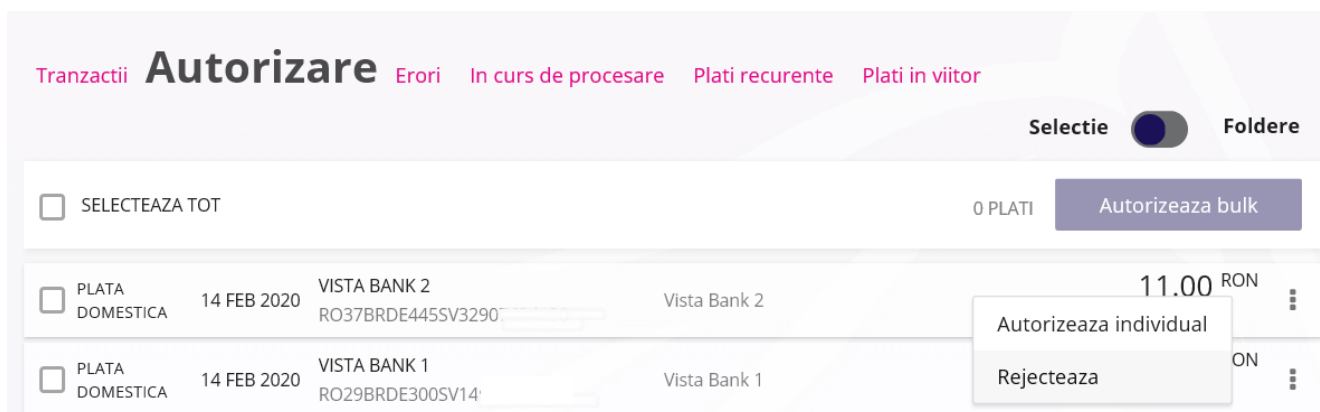 Tranzactii Autorizare Erori In curs de procesare Plati recurente Plati in viitor
Selectie Foldere
SELECTEAZA TOT 0 PLATI Autorizeaza bulk
PLATA DOMESTICA 14 FEB 2020 VISTA BANK 2 Vista Bank 2 11.00 RON
RO37BRDE445SV3290
Autorizeaza individual
Rejecteaza
PLATA DOMESTICA 14 FEB 2020 VISTA BANK 1 Vista Bank 1
RO29BRDE300SV14